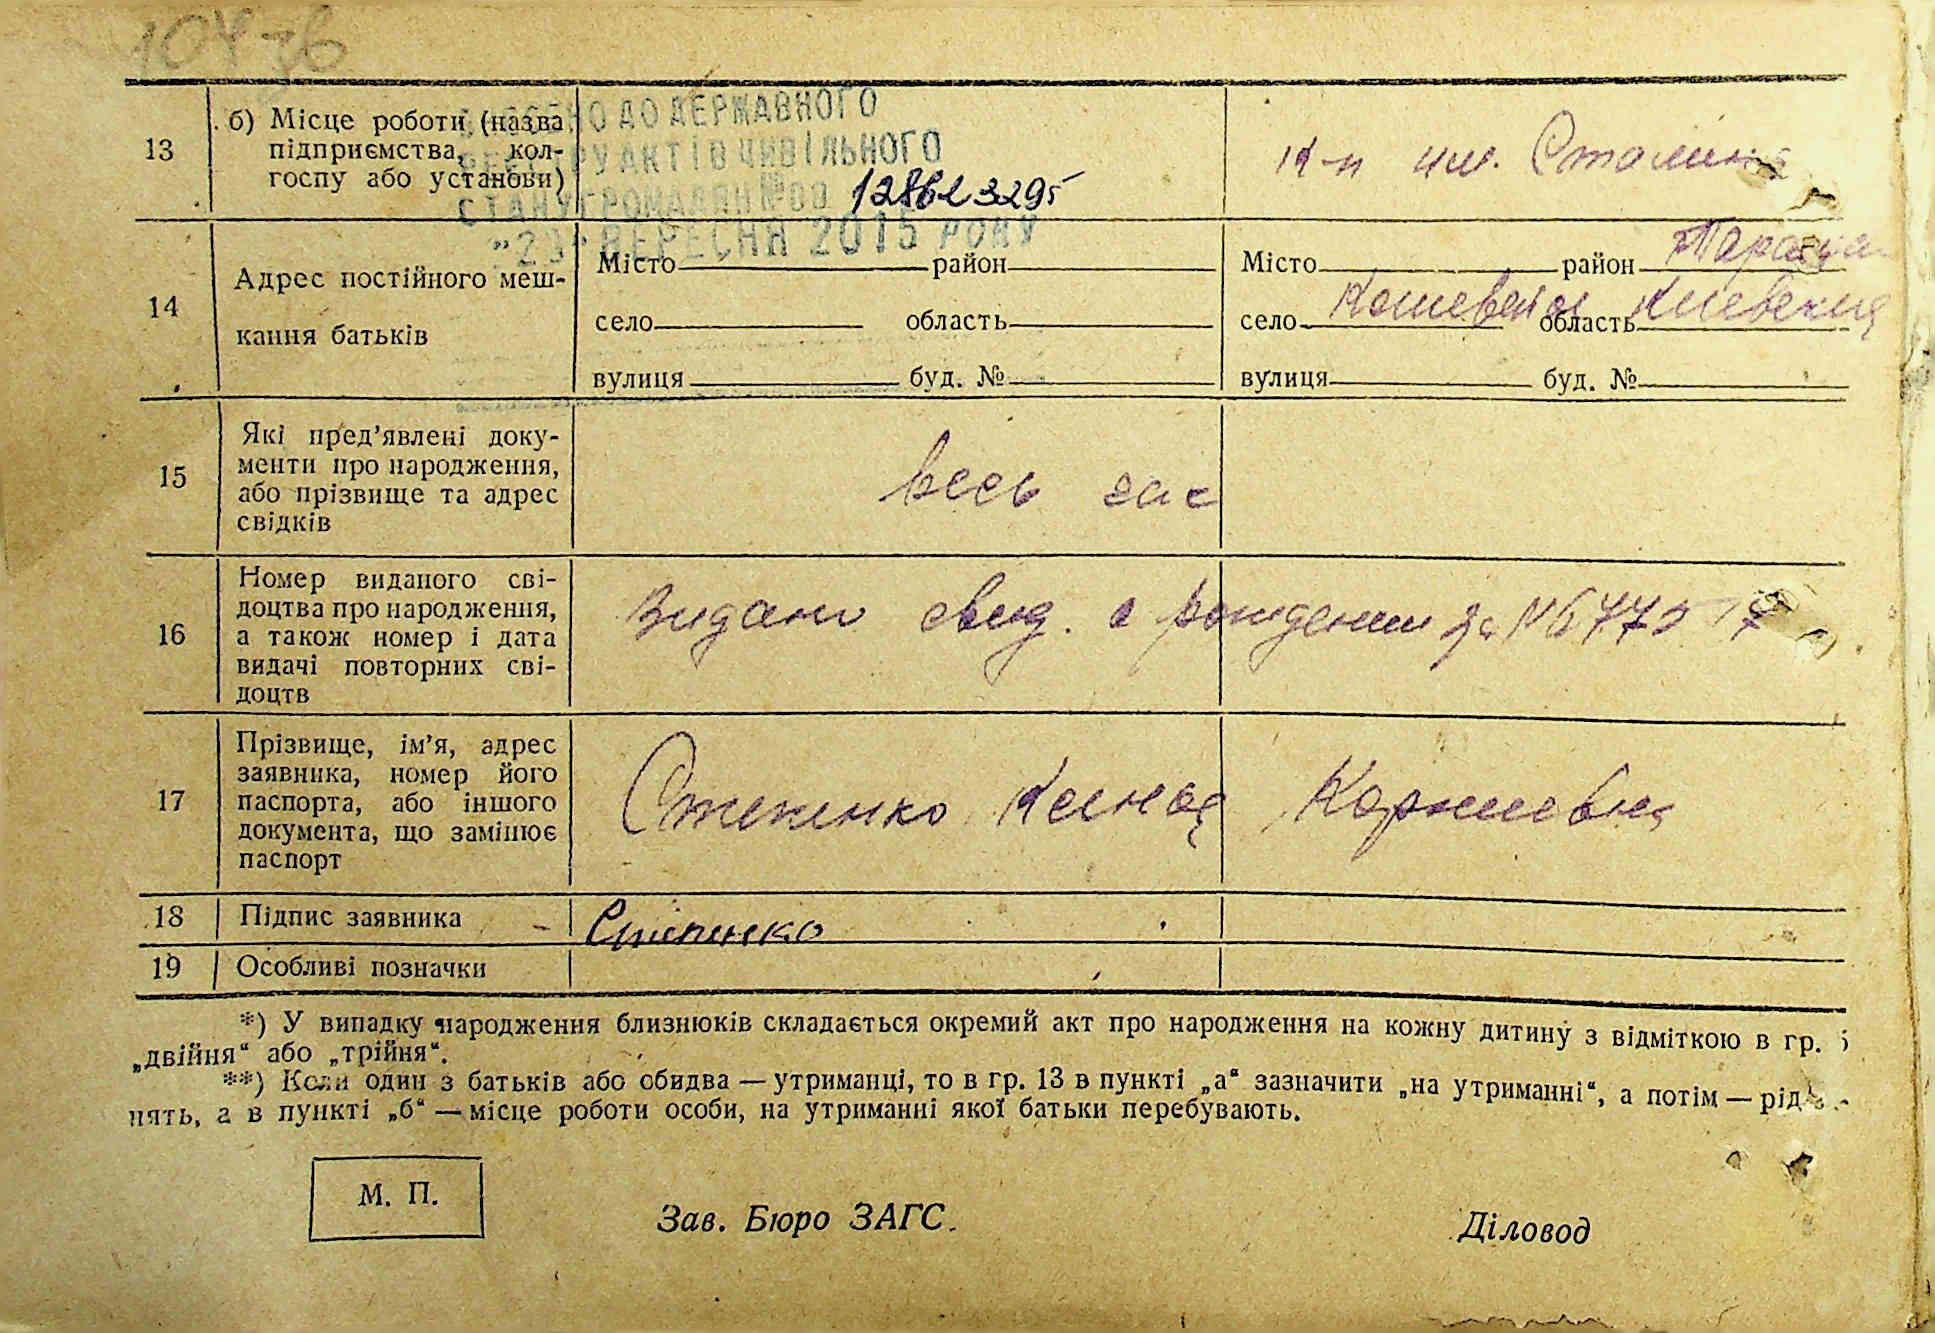 13
б) Місце роботи (назва
підприємства, кол-
госпу або установи)
ДО ДЕРЖАВНОГО
АКТІВ ЦИВІЛЬНОГО
СТАНУ ГРОМАДЯН №00 128623295
"23" ВЕРЕСНЯ 2015 РОКУ
к-п им. Сталина
14
Адрес постійного меш-
кання батьків
Місто район
село область
вулиця буд. №
Місто район Тараща
село Кошеватое область Киевская
вулиця буд. №
15
Які пред'явлені доку-
менти про народження,
або прізвище та адрес
свідків
весь
16
Номер виданого сві-
доцтва про народження,
а також номер і дата
видачі повторних сві-
доцтв
Видано свид. о рождении за №
17
Прізвище, ім'я, адрес
заявника, номер його
паспорта, або іншого
документа, що замінює
паспорт
Степенко
18 Підпис заявника Степенко
19 Особливі позначки
*) У випадку народження близнюків складається окремий акт про народження на кожну дитину з відміткою в гр.
„двійня“ або „трійня“.
**) Коли один з батьків або обидва — утриманці, то в гр. 13 в пункті „а“ зазначити „на утриманні“, а потім — рід
нять, а в пункті „б“ — місце роботи особи, на утриманні якої батьки перебувають.
М. П.
Зав. Бюро ЗАГС.
Діловод